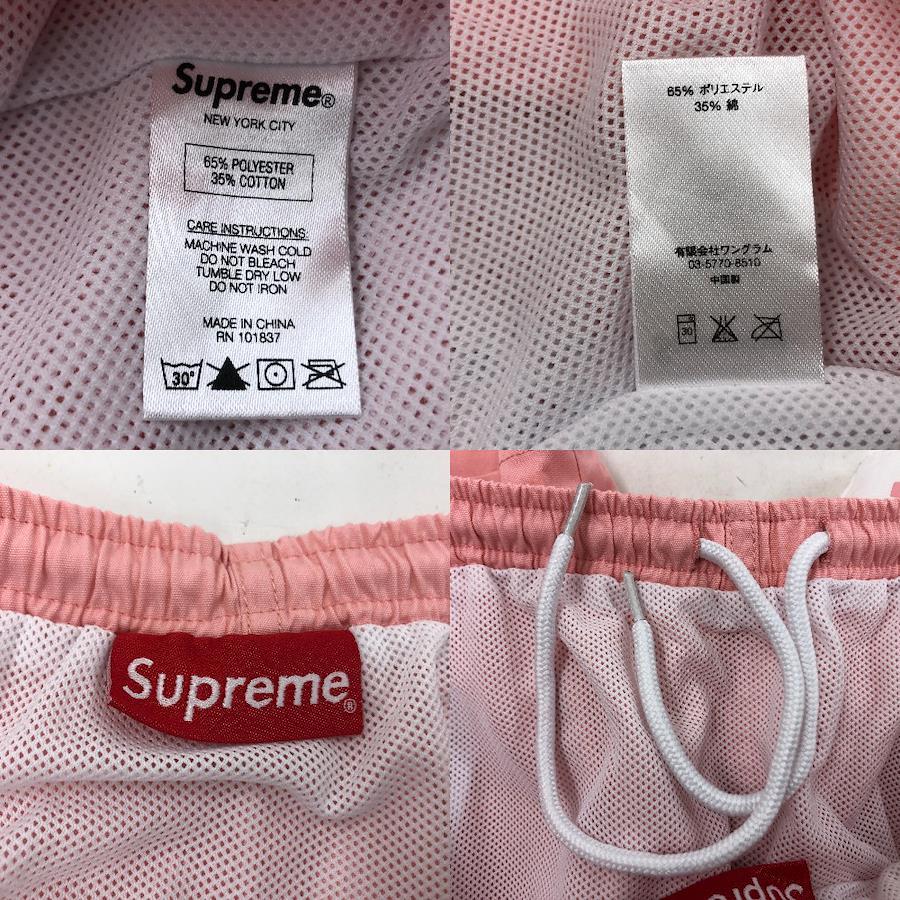 Supreme®
NEW YORK CITY
65% POLYESTER
35% COTTON
CARE INSTRUCTIONS:
MACHINE WASH COLD
DO NOT BLEACH
TUMBLE DRY LOW
DO NOT IRON
MADE IN CHINA
RN 101837
30°
65% ポリエステル
35% 綿
有限会社ワングラム
03-5770-8510
中国製
30
Supreme®
Supre